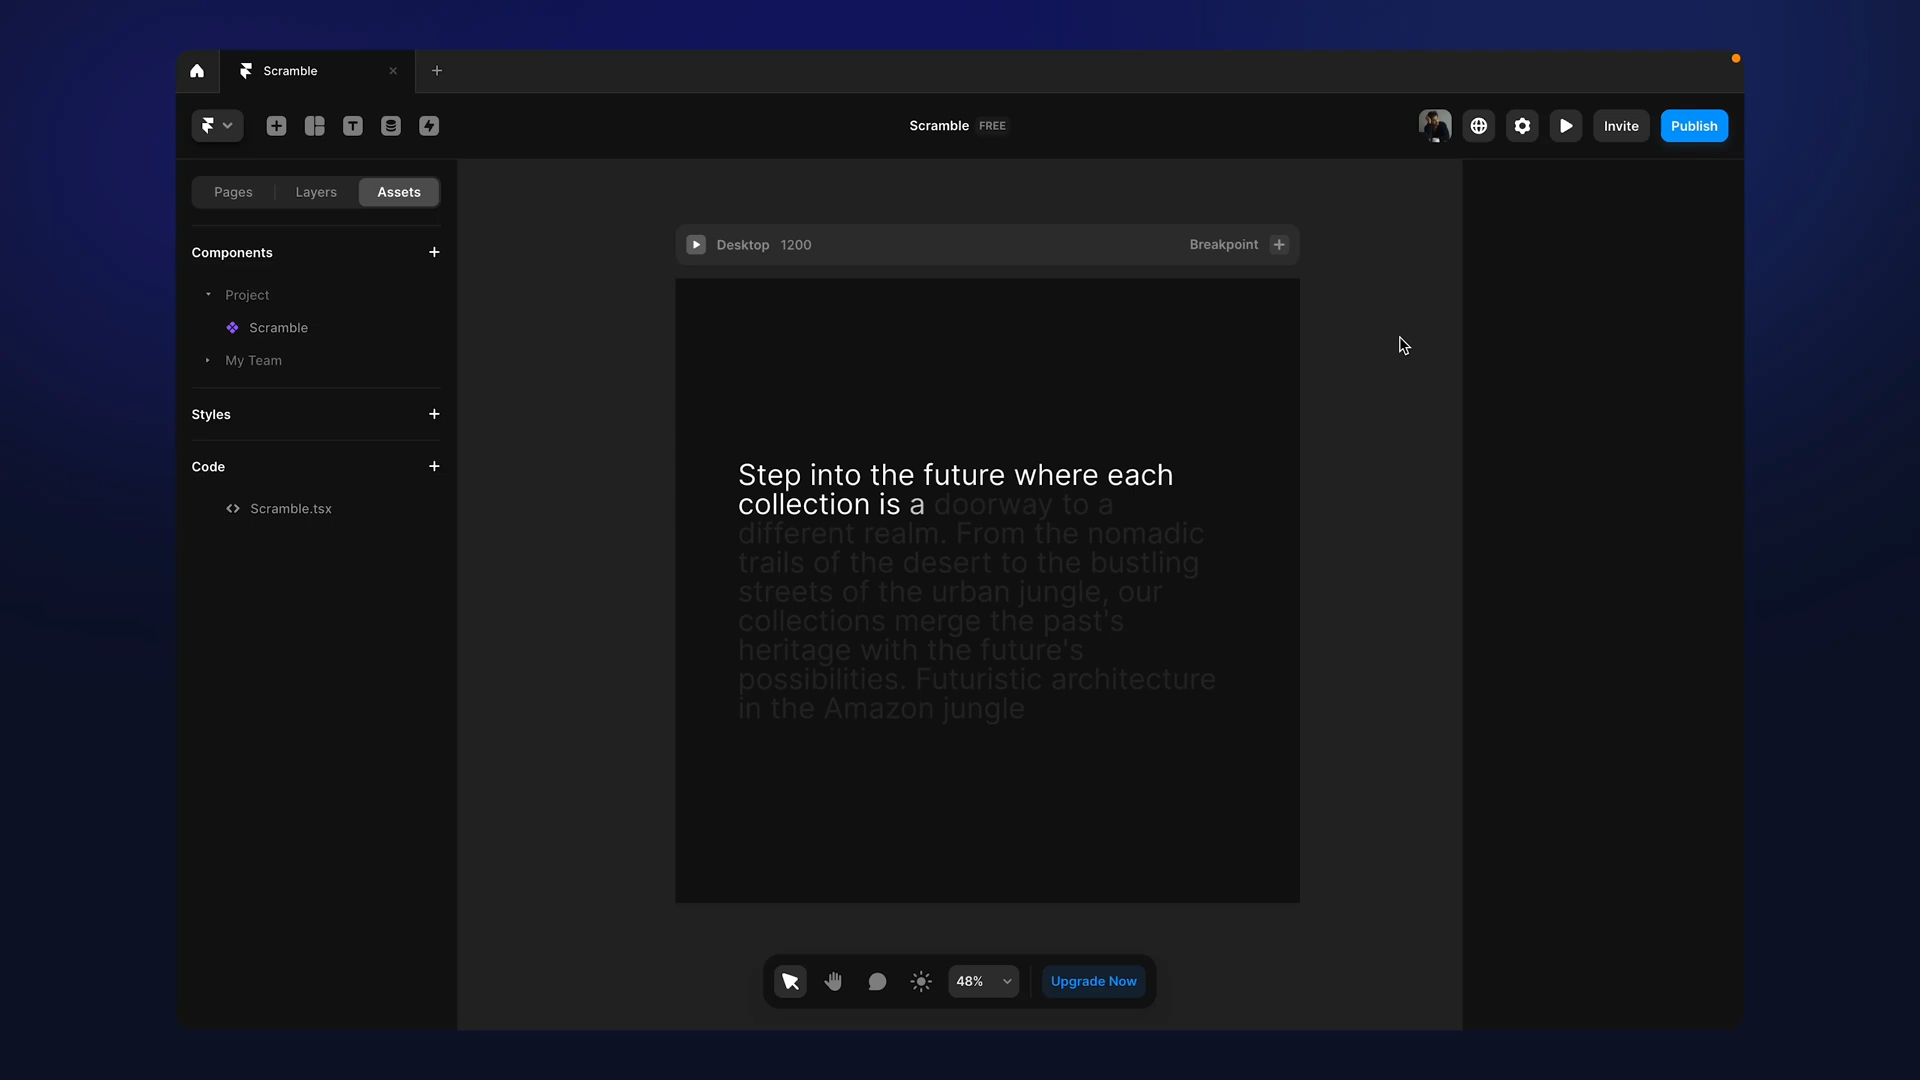 Scramble
Scramble FREE
Invite
Publish
Pages
Layers
Assets
Components
Project
Scramble
My Team
Styles
Code
Scramble.tsx
Desktop 1200
Breakpoint
Step into the future where each
collection is a doorway to a
different realm. From the nomadic
trails of the desert to the bustling
streets of the urban jungle, our
collections merge the past's
heritage with the future's
possibilities. Futuristic architecture
in the Amazon jungle
48%
Upgrade Now